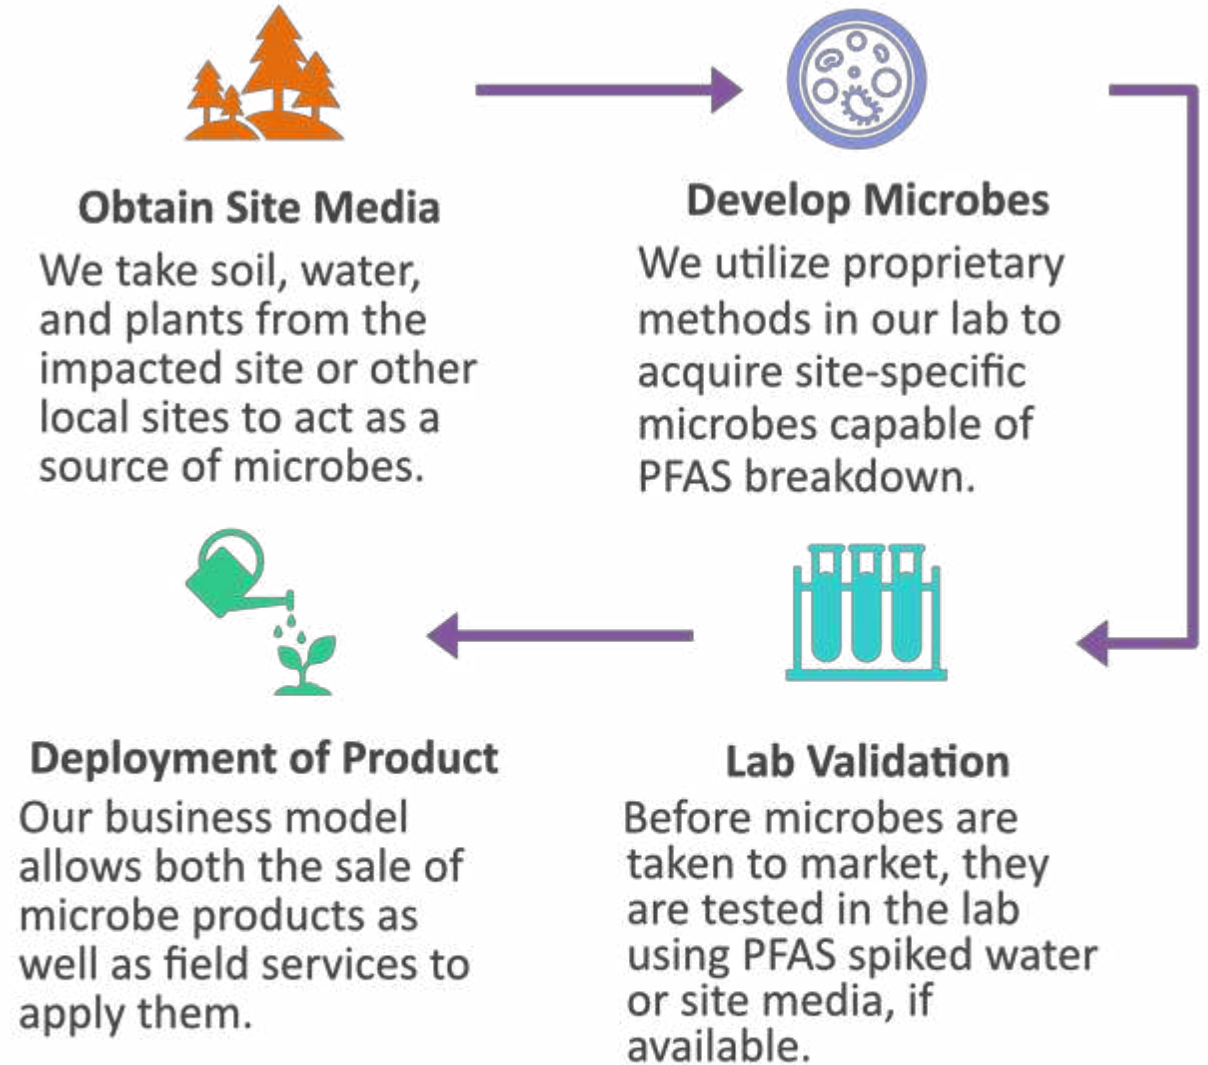 Obtain Site Media
We take soil, water,
and plants from the
impacted site or other
local sites to act as a
source of microbes.
Develop Microbes
We utilize proprietary
methods in our lab to
acquire site-specific
microbes capable of
PFAS breakdown.
Lab Validation
Before microbes are
taken to market, they
are tested in the lab
using PFAS spiked water
or site media, if
available.
Deployment of Product
Our business model
allows both the sale of
microbe products as
well as field services to
apply them.